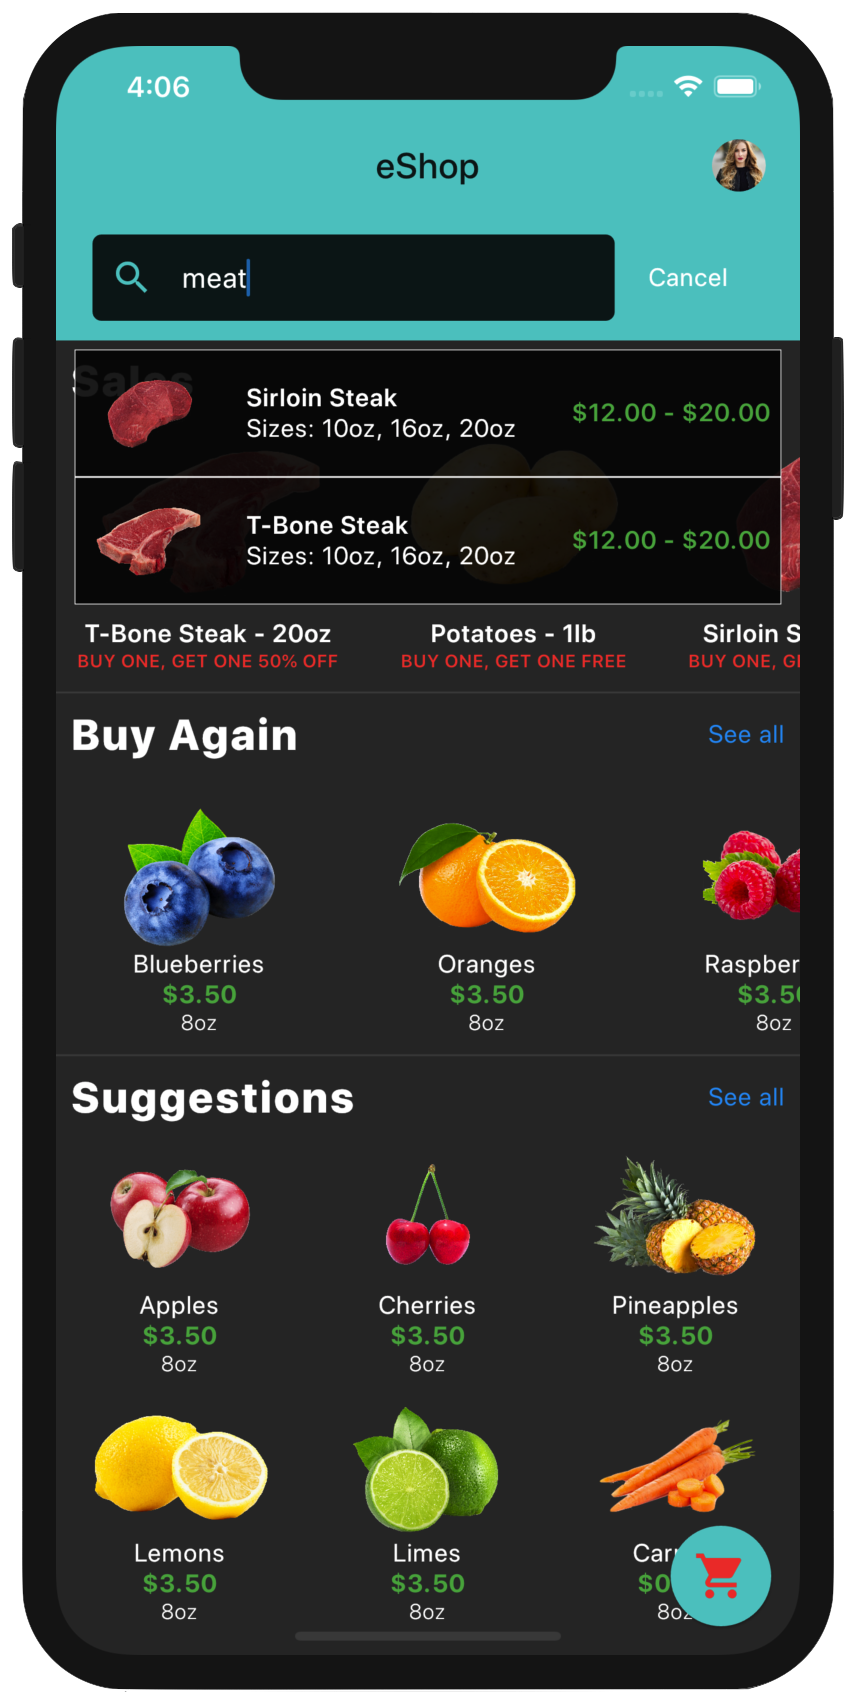 4:06
eShop
meat
Cancel
Sales
Sirloin Steak
Sizes: 10oz, 16oz, 20oz
$12.00 - $20.00
T-Bone Steak
Sizes: 10oz, 16oz, 20oz
$12.00 - $20.00
T-Bone Steak - 20oz
BUY ONE, GET ONE 50% OFF
Potatoes - 1lb
BUY ONE, GET ONE FREE
Sirloin S
BUY ONE, GE
Buy Again
See all
Blueberries
$3.50
8oz
Oranges
$3.50
8oz
Raspber
$3.50
8oz
Suggestions
See all
Apples
$3.50
8oz
Cherries
$3.50
8oz
Pineapples
$3.50
8oz
Lemons
$3.50
8oz
Limes
$3.50
8oz
Car
$0
8oz